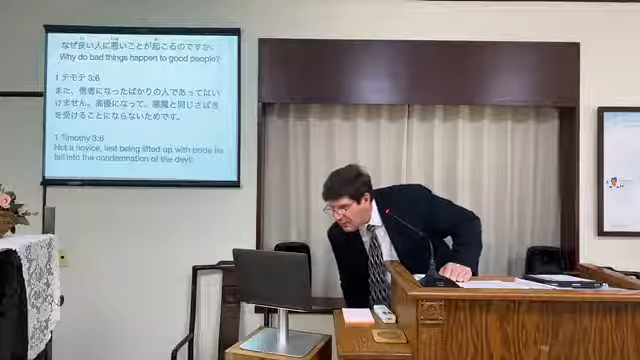 なぜ良い人に悪いことが起こるのですか。
Why do bad things happen to good people?
1 テモテ 3:6
また、信者になったばかりの人であってはい
けません。高慢になって、悪魔と同じさばき
を受けることにならないためです。
1 Timothy 3:6
Not a novice, lest being lifted up with pride he
fall into the condemnation of the devil.